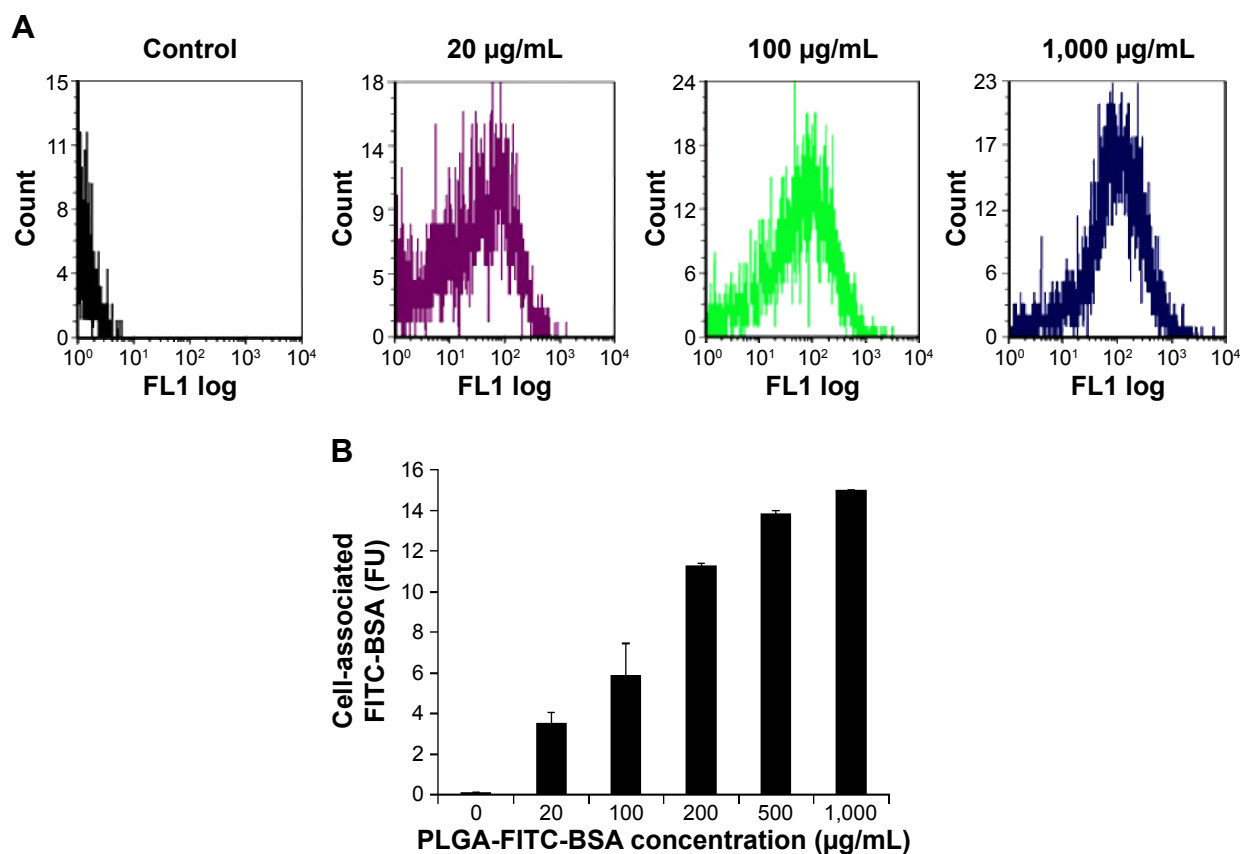 A
Control
20 µg/mL
100 µg/mL
1,000 µg/mL
15
11
8
4
0
Count
10⁰ 10¹ 10² 10³ 10⁴
FL1 log
18
14
9
5
0
Count
10⁰ 10¹ 10² 10³ 10⁴
FL1 log
24
18
12
6
0
Count
10⁰ 10¹ 10² 10³ 10⁴
FL1 log
23
17
12
6
0
Count
10⁰ 10¹ 10² 10³ 10⁴
FL1 log
B
Cell-associated
FITC-BSA (FU)
16
14
12
10
8
6
4
2
0
0 20 100 200 500 1,000
PLGA-FITC-BSA concentration (µg/mL)